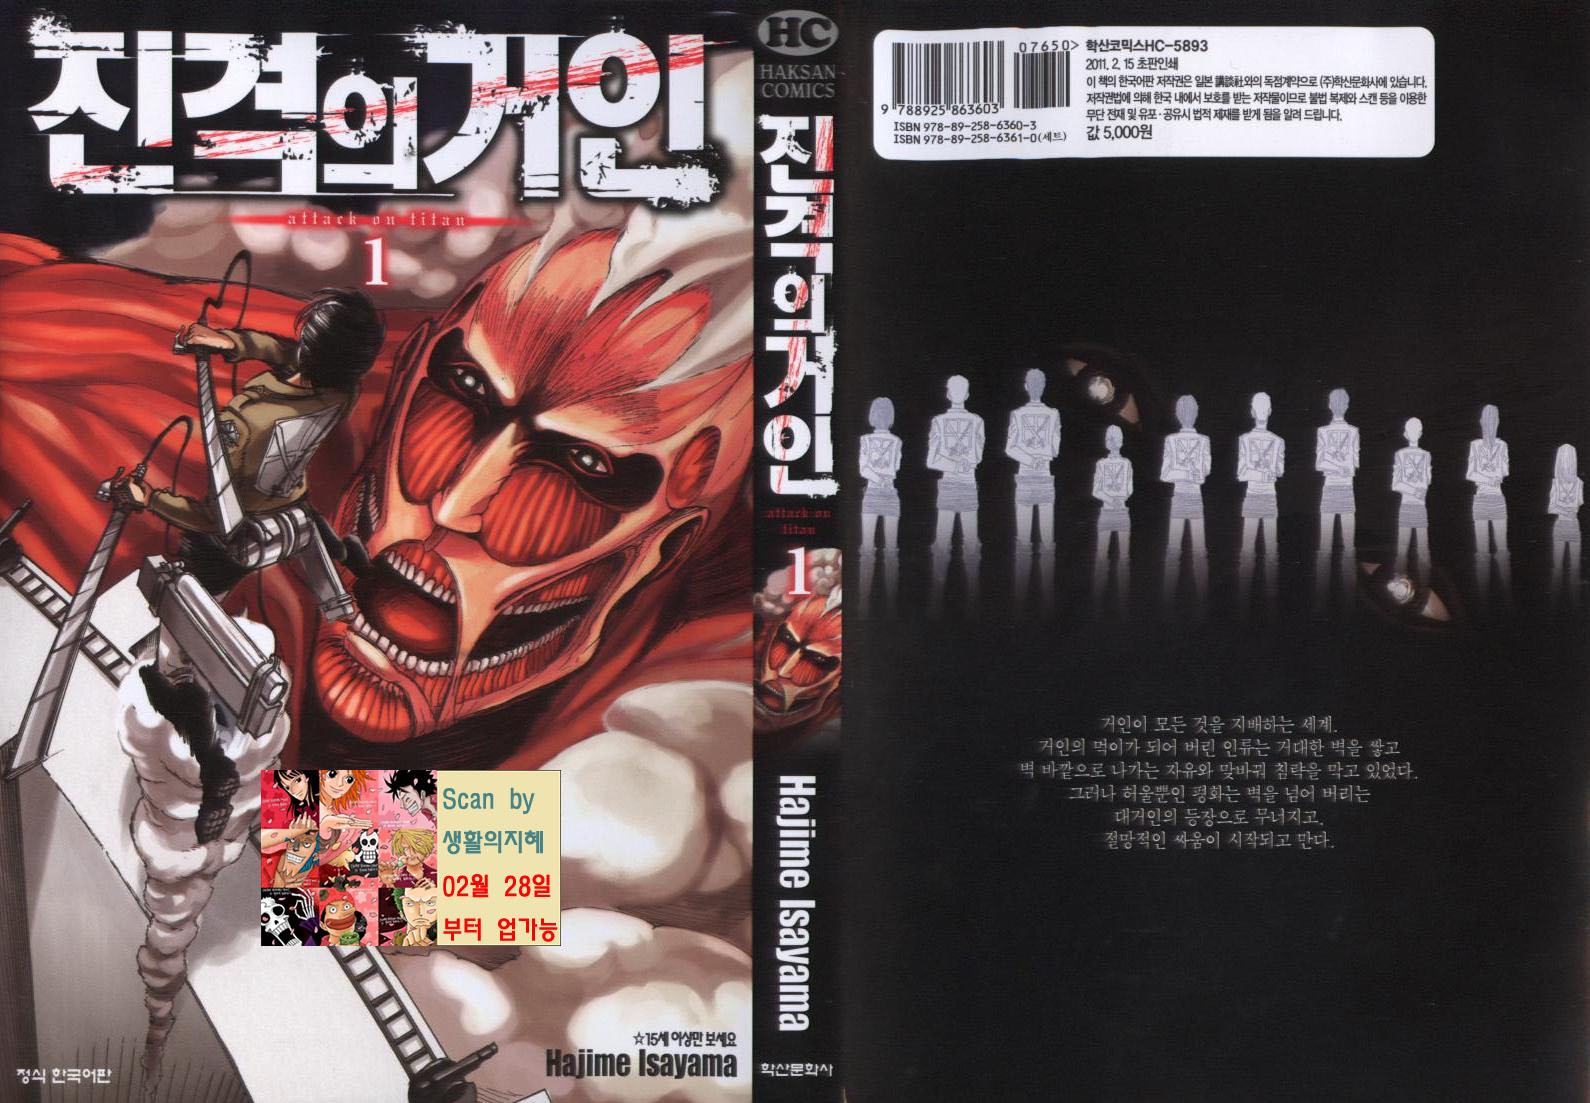 진격의 거인
attack on titan
1
Scan by
생활의지혜
02월 28일
부터 업가능
☆15세 이상만 보세요
Hajime Isayama
정식 한국어판
HC
HAKSAN
COMICS
진격의 거인
attack on
titan
1
Hajime Isayama
학산문화사
07650>
9 788925 863603
ISBN 978-89-258-6360-3
ISBN 978-89-258-6361-0(세트)
학산코믹스HC-5893
2011. 2. 15 초판인쇄
이 책의 한국어판 저작권은 일본 講談社와의 독점계약으로 (주)학산문화사에 있습니다.
저작권법에 의해 한국 내에서 보호를 받는 저작물이므로 불법 복제와 스캔 등을 이용한
무단 전재 및 유포·공유시 법적 제재를 받게 됨을 알려 드립니다.
값 5,000원
거인이 모든 것을 지배하는 세계.
거인의 먹이가 되어 버린 인류는 거대한 벽을 쌓고
벽 바깥으로 나가는 자유와 맞바꿔 침략을 막고 있었다.
그러나 허울뿐인 평화는 벽을 넘어 버리는
대거인의 등장으로 무너지고.
절망적인 싸움이 시작되고 만다.